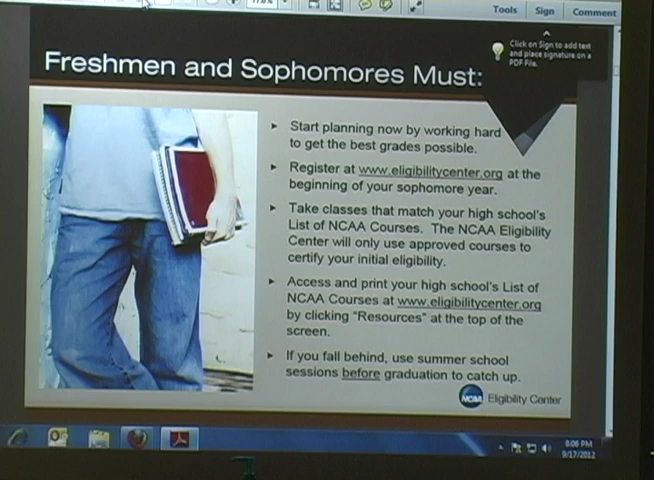 77.6%
Tools Sign Comment
Click on Sign to add text
and place signature on a
PDF File.
Freshmen and Sophomores Must:
► Start planning now by working hard
to get the best grades possible.
► Register at www.eligibilitycenter.org at the
beginning of your sophomore year.
► Take classes that match your high school's
List of NCAA Courses. The NCAA Eligibility
Center will only use approved courses to
certify your initial eligibility.
► Access and print your high school's List of
NCAA Courses at www.eligibilitycenter.org
by clicking "Resources" at the top of the
screen.
► If you fall behind, use summer school
sessions before graduation to catch up.
NCAA Eligibility Center
8:06 PM
9/17/2012